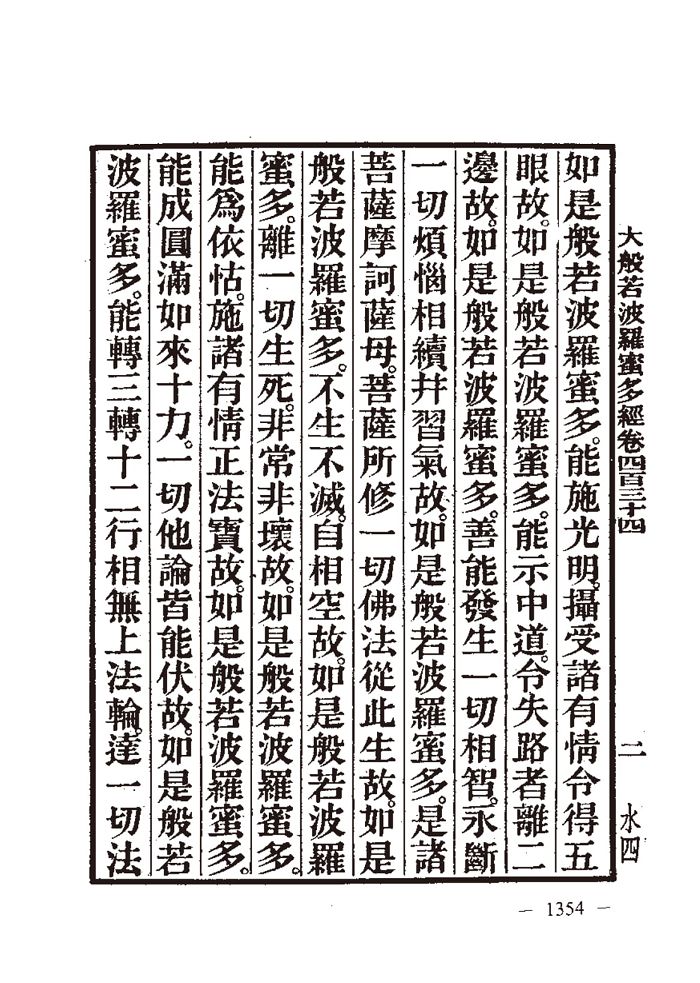 大般若波羅蜜多經卷四百三十四
二
水四
如是般若波羅蜜多。能施光明。攝受諸有情令得五
眼故。如是般若波羅蜜多。能示中道。令失路者離二
邊故。如是般若波羅蜜多。善能發生一切相智。永斷
一切煩惱相續并習氣故。如是般若波羅蜜多。是諸
菩薩摩訶薩母。菩薩所修一切佛法從此生故。如是
般若波羅蜜多。不生不滅。自相空故。如是般若波羅
蜜多。離一切生死。非常非壞故。如是般若波羅蜜多。
能爲依怙。施諸有情正法寶故。如是般若波羅蜜多。
能成圓滿如來十力。一切他論皆能伏故。如是般若
波羅蜜多。能轉三轉十二行相無上法輪。達一切法
— 1354 —